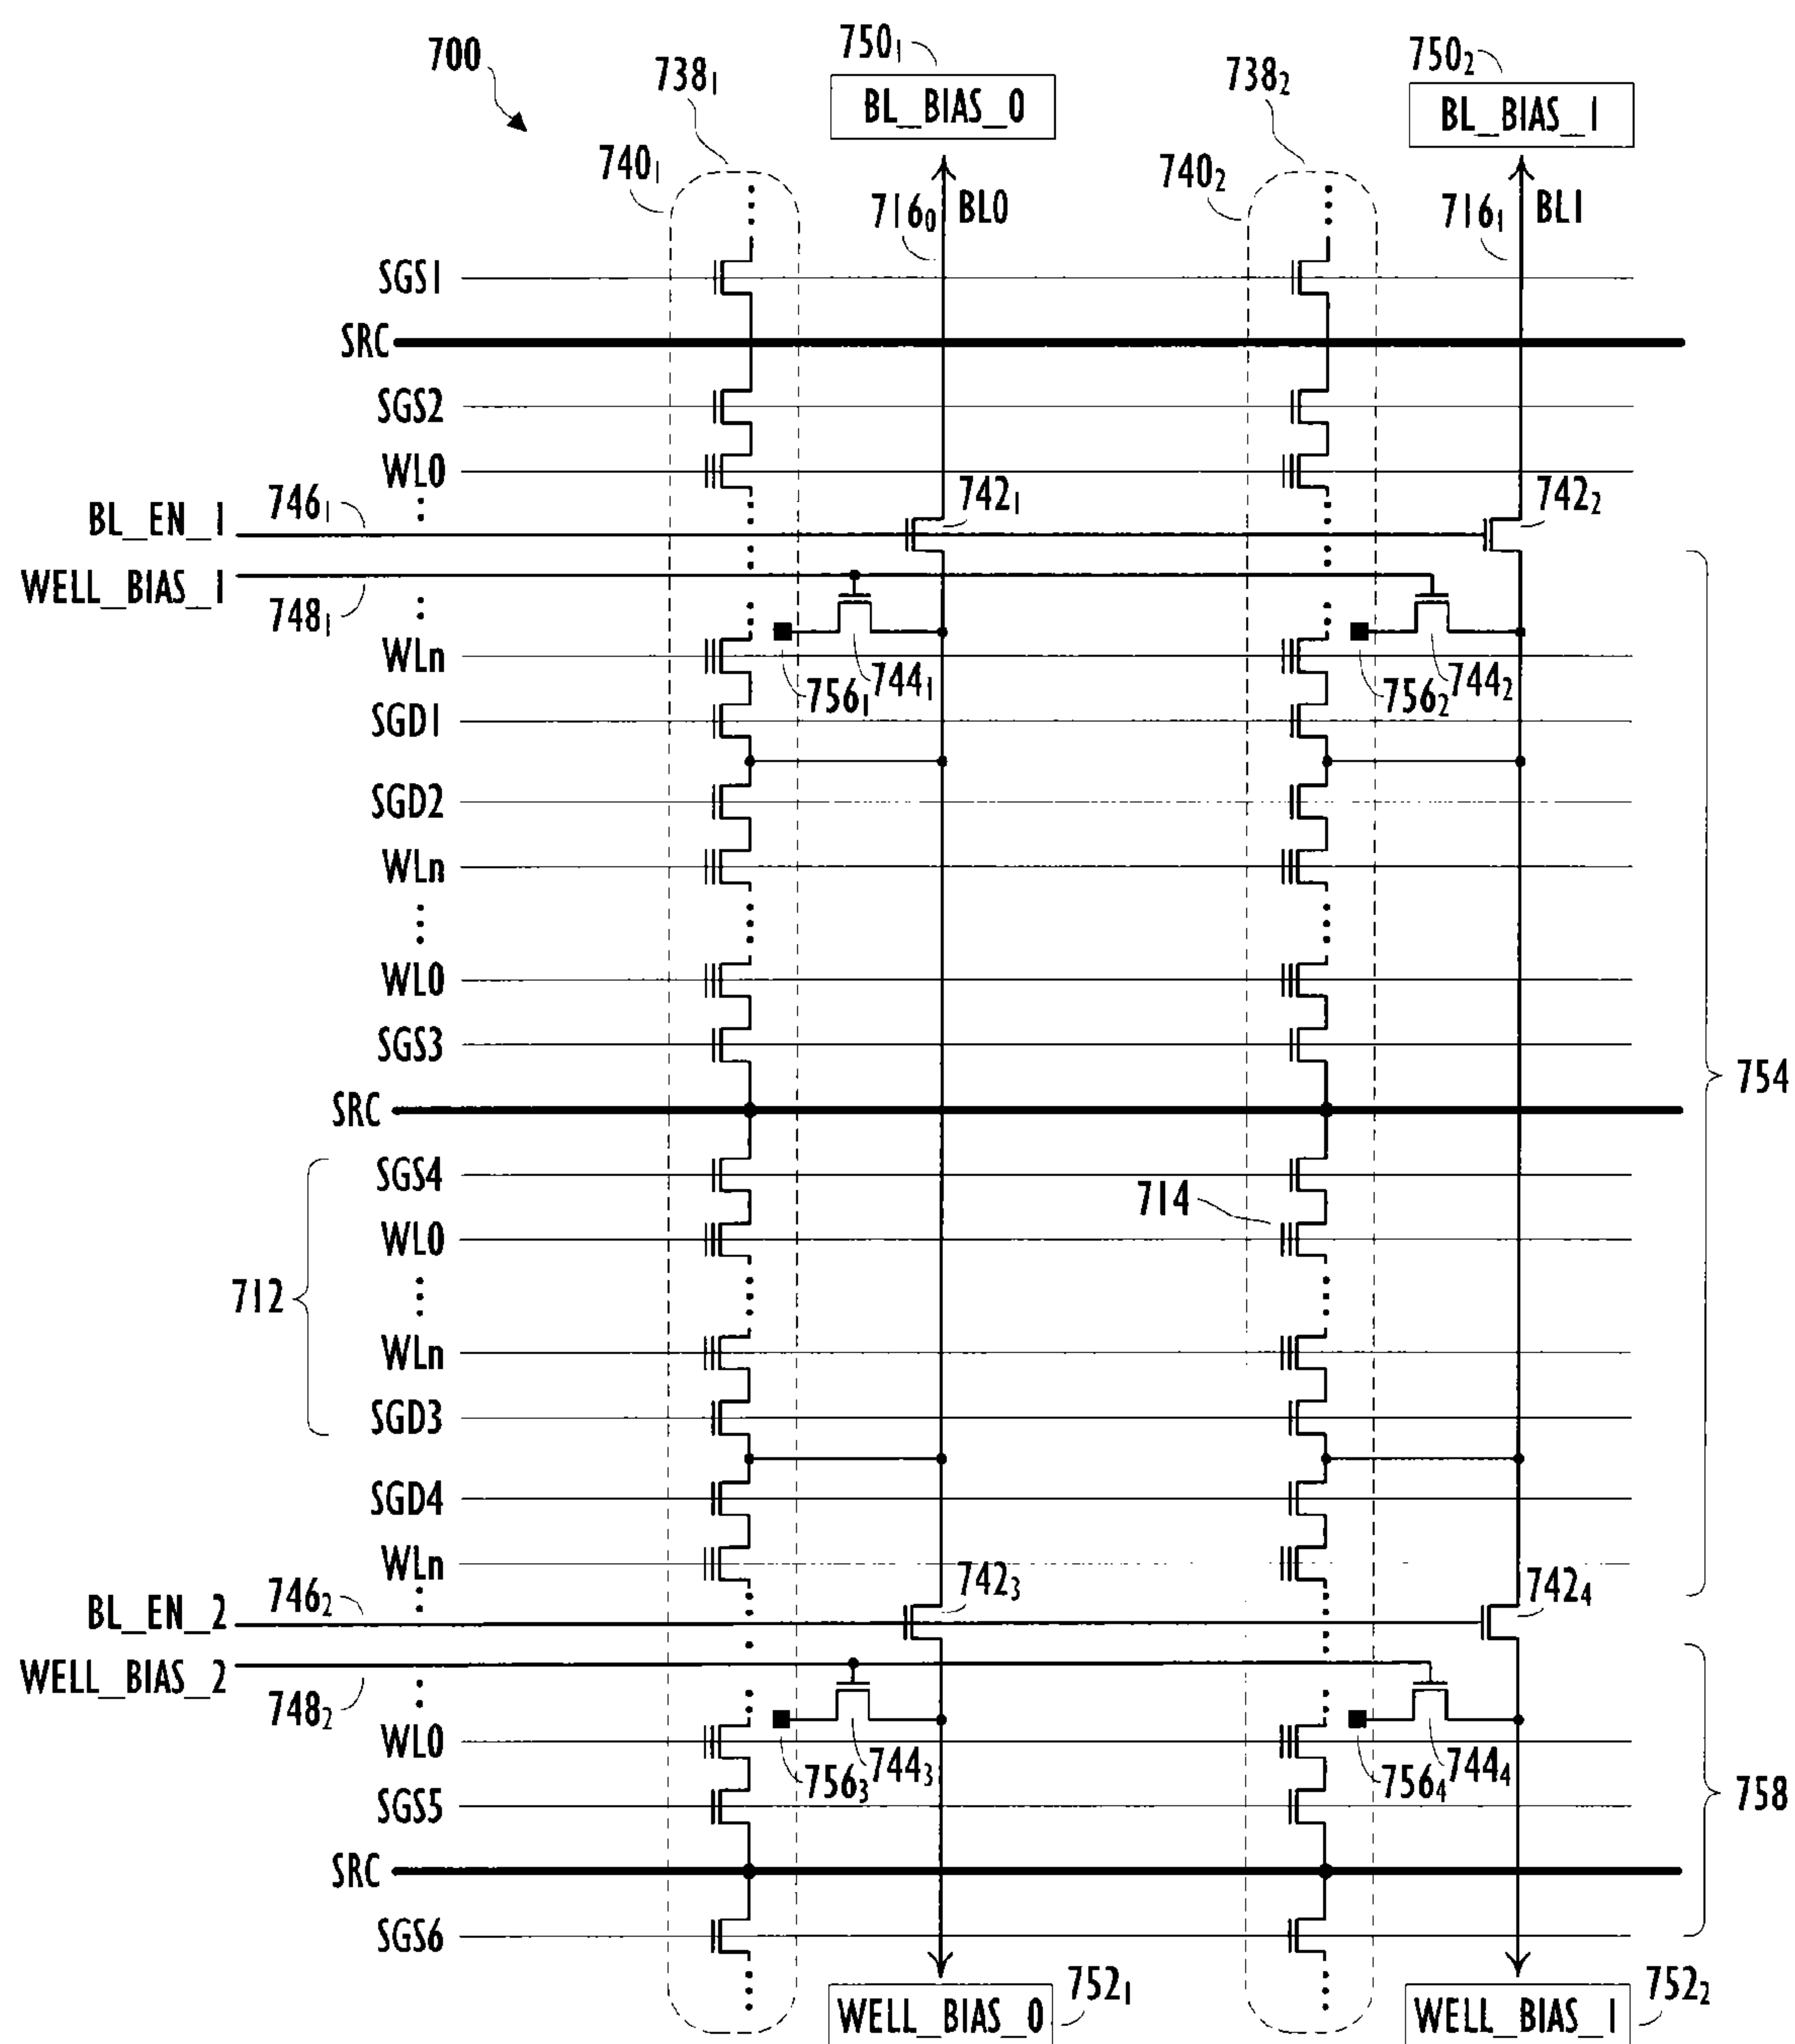 700
738₁
750₁
BL_BIAS_0
738₂
750₂
BL_BIAS_1
740₁
716₀
BL0
740₂
716₁
BL1
SGS1
SRC
SGS2
WL0
BL_EN_1
746₁
742₁
742₂
WELL_BIAS_1
748₁
WLn
756₁
744₁
756₂
744₂
SGD1
SGD2
WLn
WL0
SGS3
754
SRC
SGS4
714
WL0
712
WLn
SGD3
SGD4
WLn
BL_EN_2
746₂
742₃
742₄
WELL_BIAS_2
748₂
WL0
756₃
744₃
756₄
744₄
SGS5
758
SRC
SGS6
WELL_BIAS_0
752₁
WELL_BIAS_1
752₂